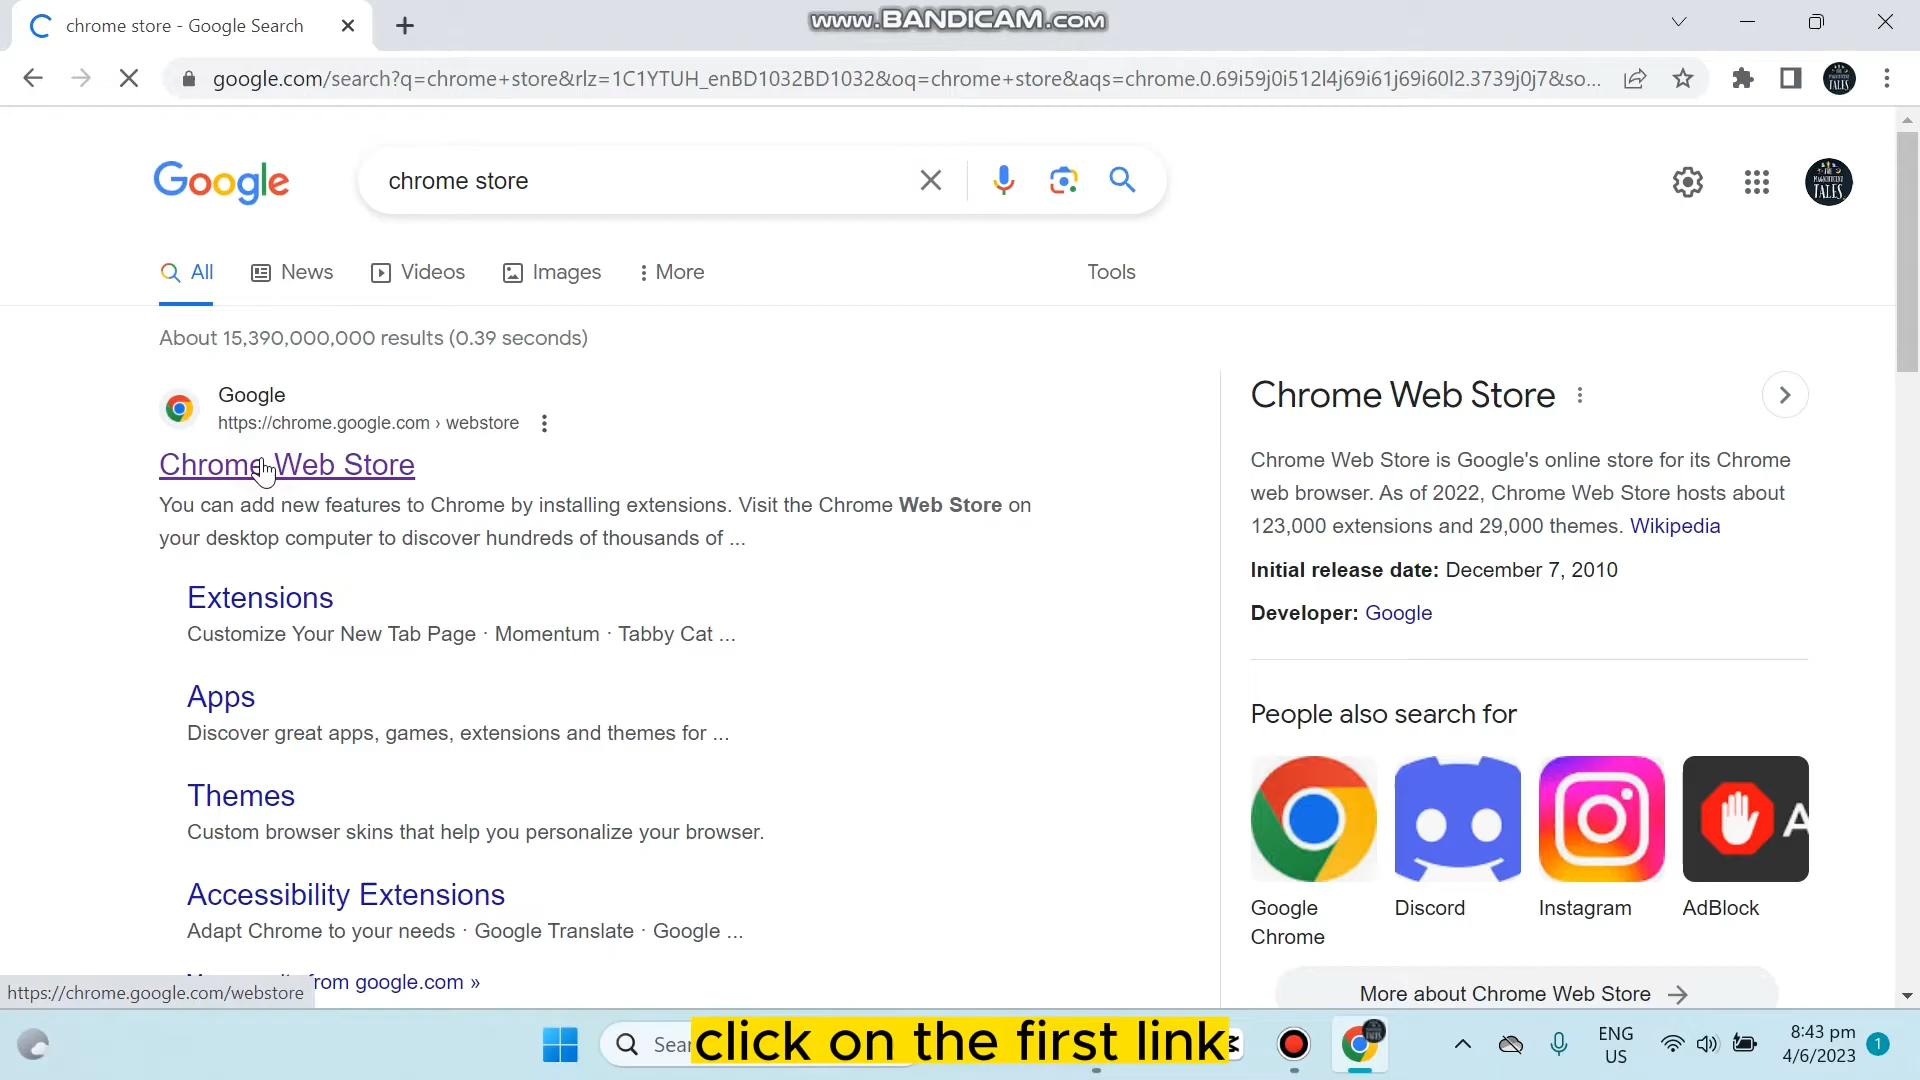 chrome store - Google Search
www.BANDICAM.com
google.com/search?q=chrome+store&rlz=1C1YTUH_enBD1032BD1032&oq=chrome+store&aqs=chrome.0.69i59j0i512l4j69i61j69i60l2.3739j0j7&so...
Google
chrome store
THE MAGNIFICENT TALES
All
News
Videos
Images
More
Tools
About 15,390,000,000 results (0.39 seconds)
Google
https://chrome.google.com › webstore
Chrome Web Store
You can add new features to Chrome by installing extensions. Visit the Chrome Web Store on
your desktop computer to discover hundreds of thousands of ...
Extensions
Customize Your New Tab Page · Momentum · Tabby Cat ...
Apps
Discover great apps, games, extensions and themes for ...
Themes
Custom browser skins that help you personalize your browser.
Accessibility Extensions
Adapt Chrome to your needs · Google Translate · Google ...
from google.com »
https://chrome.google.com/webstore
Chrome Web Store
Chrome Web Store is Google's online store for its Chrome
web browser. As of 2022, Chrome Web Store hosts about
123,000 extensions and 29,000 themes. Wikipedia
Initial release date: December 7, 2010
Developer: Google
People also search for
A
Google
Chrome
Discord
Instagram
AdBlock
More about Chrome Web Store
Sear
click on the first link
ENG
US
8:43 pm
4/6/2023
1